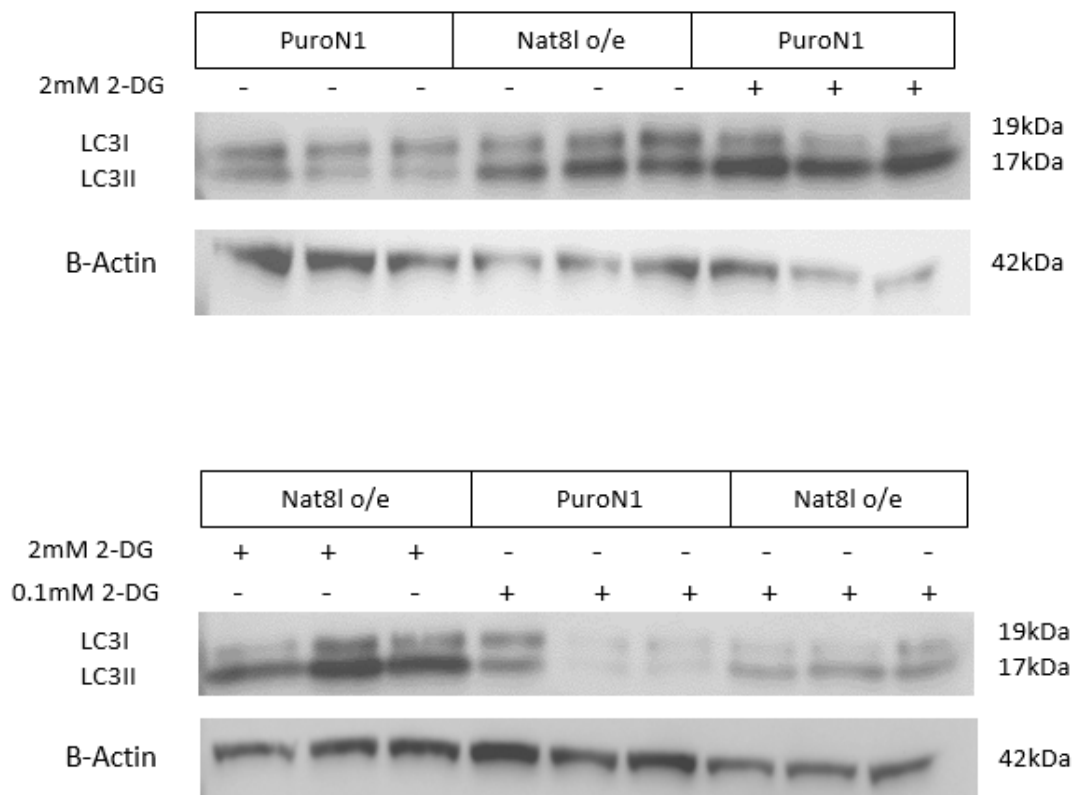 PuroN1 Nat8l o/e PuroN1
2mM 2-DG - - - - - - + + +
LC3I 19kDa
LC3II 17kDa
B-Actin 42kDa
Nat8l o/e PuroN1 Nat8l o/e
2mM 2-DG + + + - - - - - -
0.1mM 2-DG - - - + + + + + +
LC3I 19kDa
LC3II 17kDa
B-Actin 42kDa